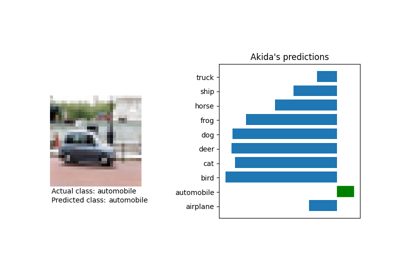 Akida's predictions
truck
ship
horse
frog
dog
deer
cat
bird
automobile
airplane
Actual class: automobile
Predicted class: automobile